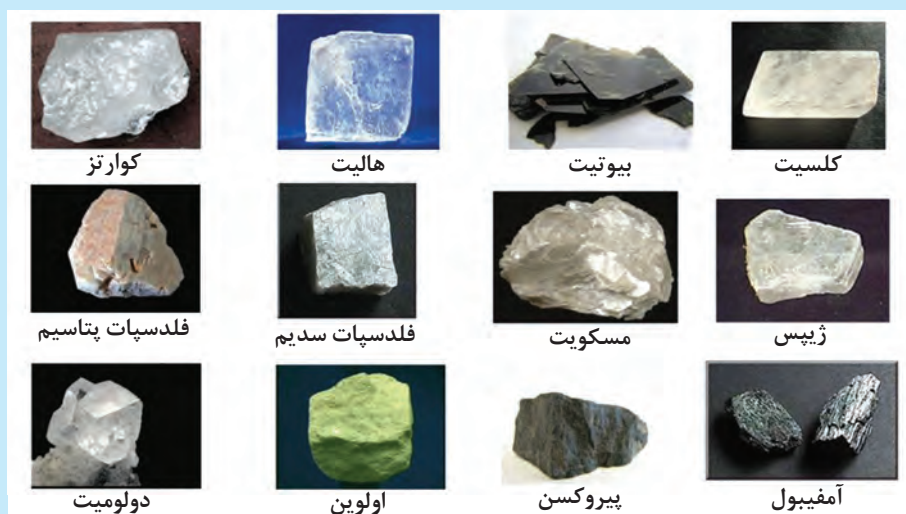 کلسیت
بیوتیت
هالیت
کوارتز
ژیپس
مسکویت
فلدسپات سدیم
فلدسپات پتاسیم
آمفیبول
پیروکسن
اولوین
دولومیت